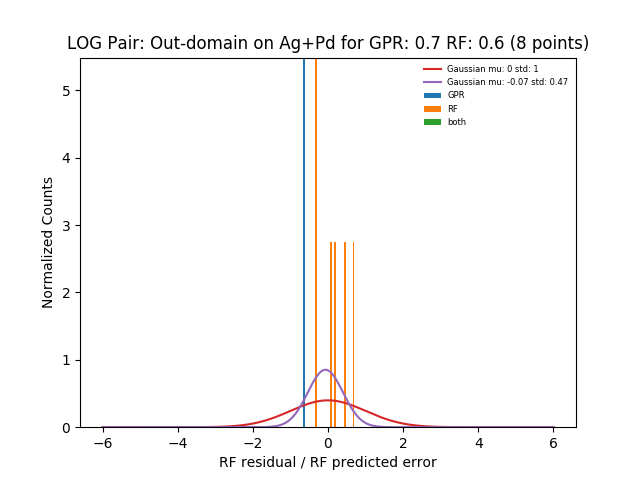 LOG Pair: Out-domain on Ag+Pd for GPR: 0.7 RF: 0.6 (8 points)
Gaussian mu: 0 std: 1
Gaussian mu: -0.07 std: 0.47
GPR
RF
both
Normalized Counts
5
4
3
2
1
0
−6
−4
−2
0
2
4
6
RF residual / RF predicted error